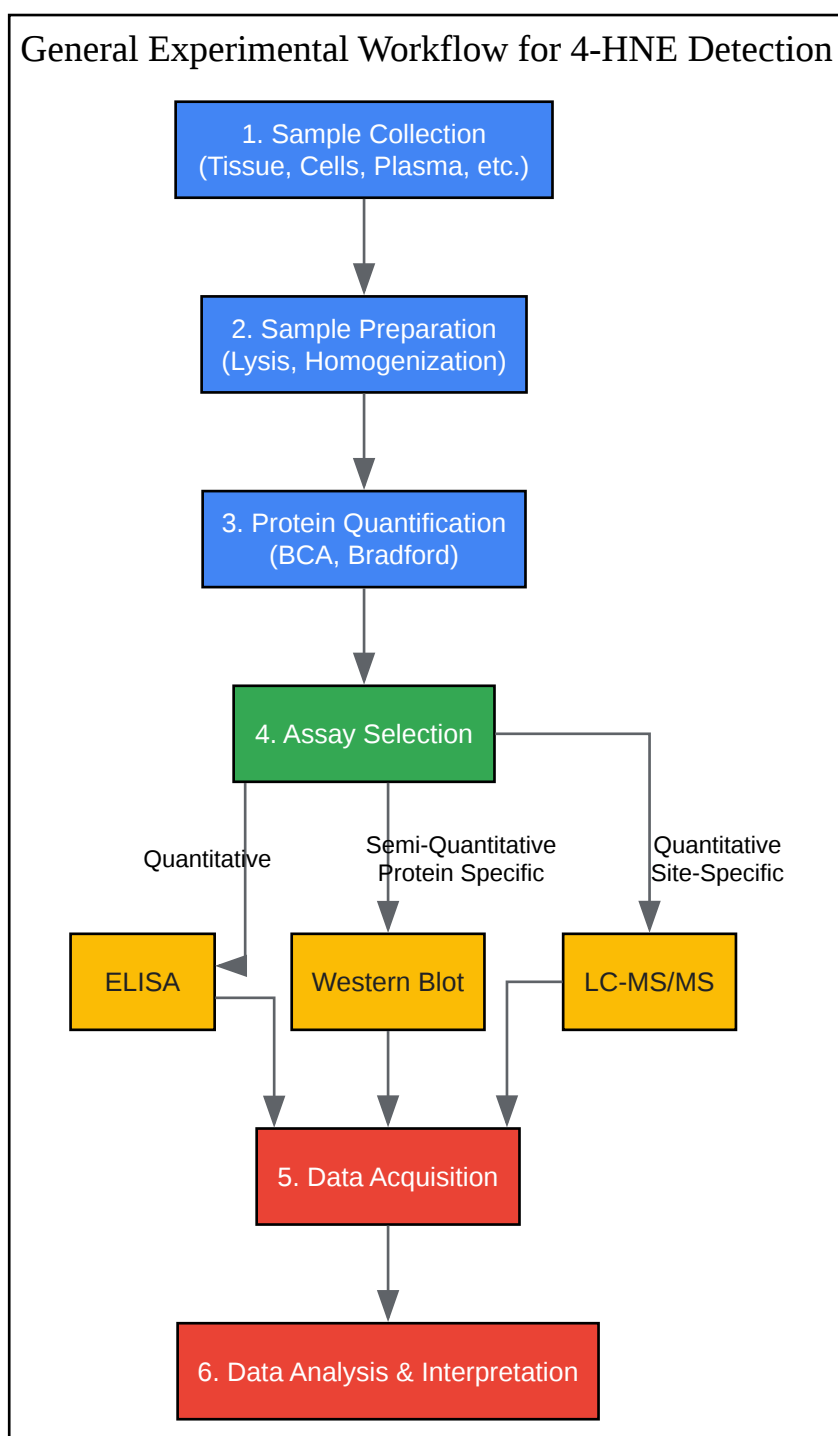 General Experimental Workflow for 4-HNE Detection
1. Sample Collection
(Tissue, Cells, Plasma, etc.)
2. Sample Preparation
(Lysis, Homogenization)
3. Protein Quantification
(BCA, Bradford)
4. Assay Selection
Quantitative
Semi-Quantitative
Protein Specific
Quantitative
Site-Specific
ELISA
Western Blot
LC-MS/MS
5. Data Acquisition
6. Data Analysis & Interpretation